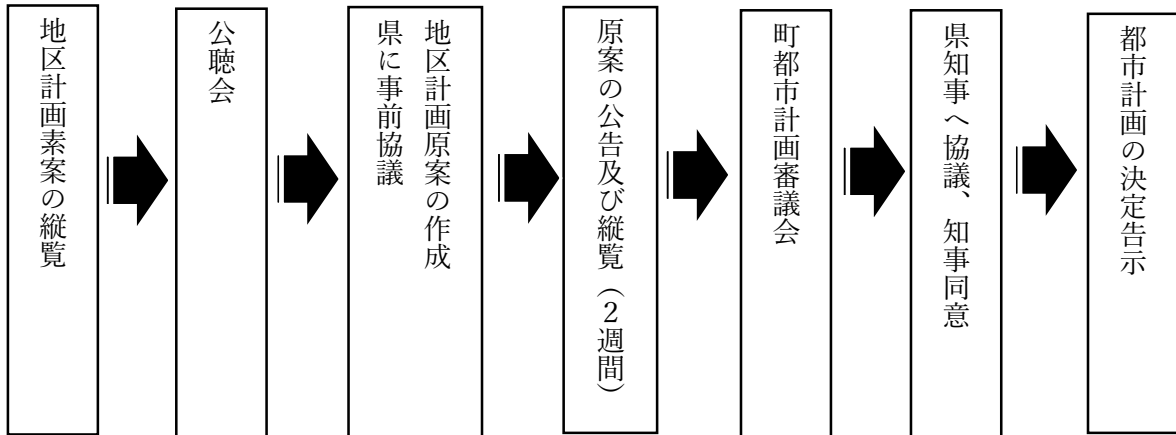 地区計画素案の縦覧
公聴会
地区計画原案の作成
県に事前協議
原案の公告及び縦覧（２週間）
町都市計画審議会
県知事へ協議、知事同意
都市計画の決定告示